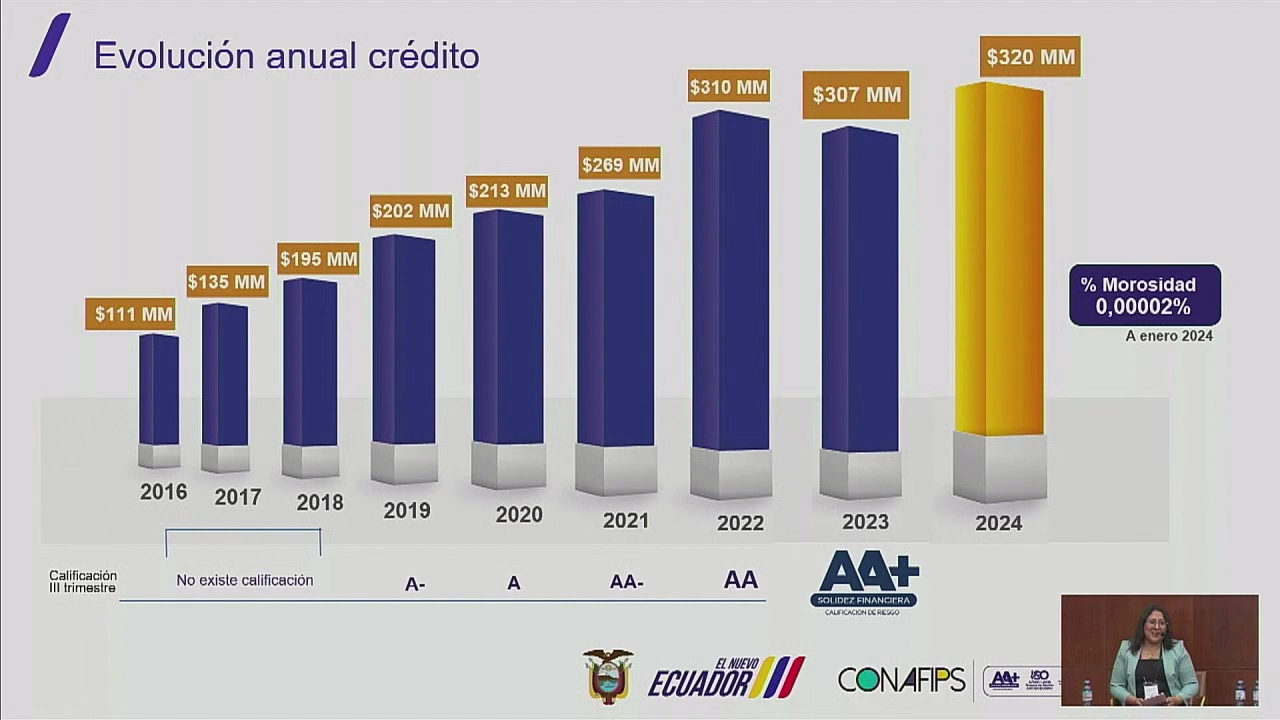 Evolución anual crédito
$111 MM
$135 MM
$195 MM
$202 MM
$213 MM
$269 MM
$310 MM
$307 MM
$320 MM
% Morosidad
0,00002%
A enero 2024
2016
2017
2018
2019
2020
2021
2022
2023
2024
Calificación
III trimestre
No existe calificación
A-
A
AA-
AA
AA+
SOLIDEZ FINANCIERA
CALIFICACIÓN DE RIESGO
EL NUEVO
ECUADOR
CONAFIPS
AA+